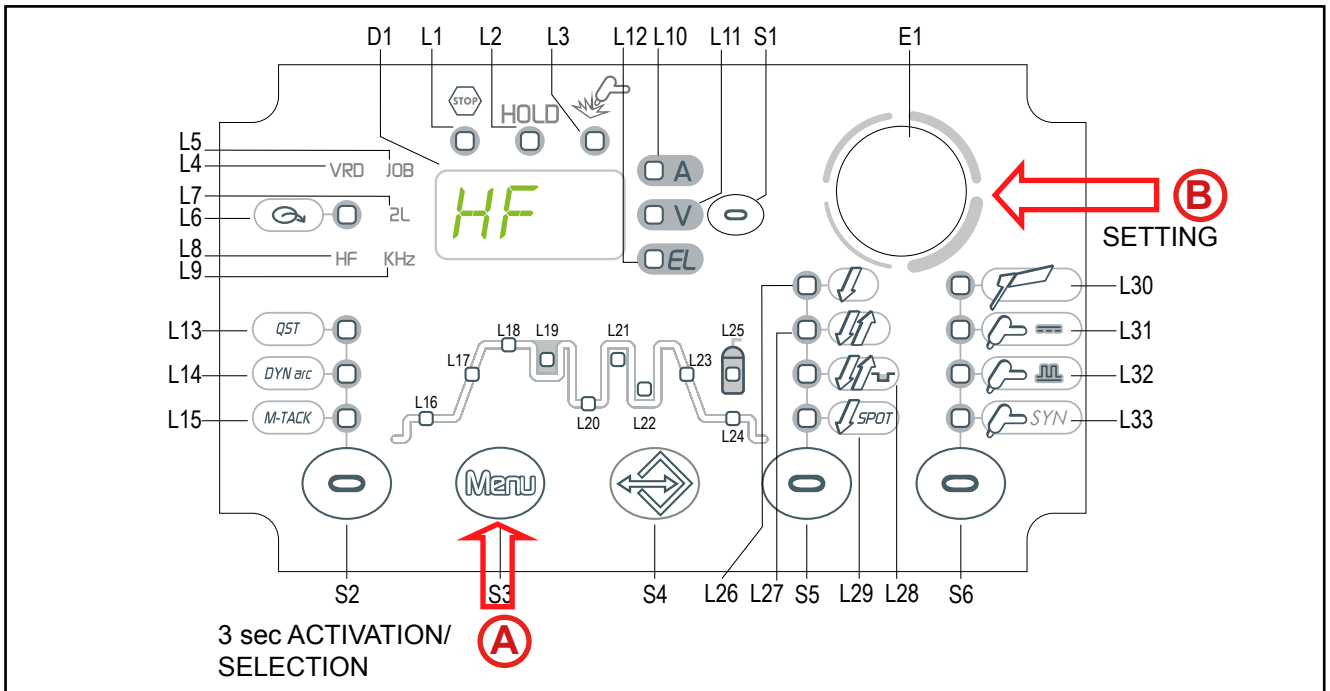 D1 L1 L2 L3 L12 L10 L11 S1 E1
STOP
HOLD
L5
L4 VRD JOB
A
L7
L6 2L
HF
V
B
SETTING
L8
L9 HF KHz
EL
L30
L13 QST
L18 L19 L21 L25
L31
L14 DYN arc
L17
L23
L32
L15 M-TACK
L16
L20 L22 L24
SPOT
SYN L33
Menu
S2 S3 S4 L26 L27 S5 L29 L28 S6
3 sec ACTIVATION/
SELECTION
A